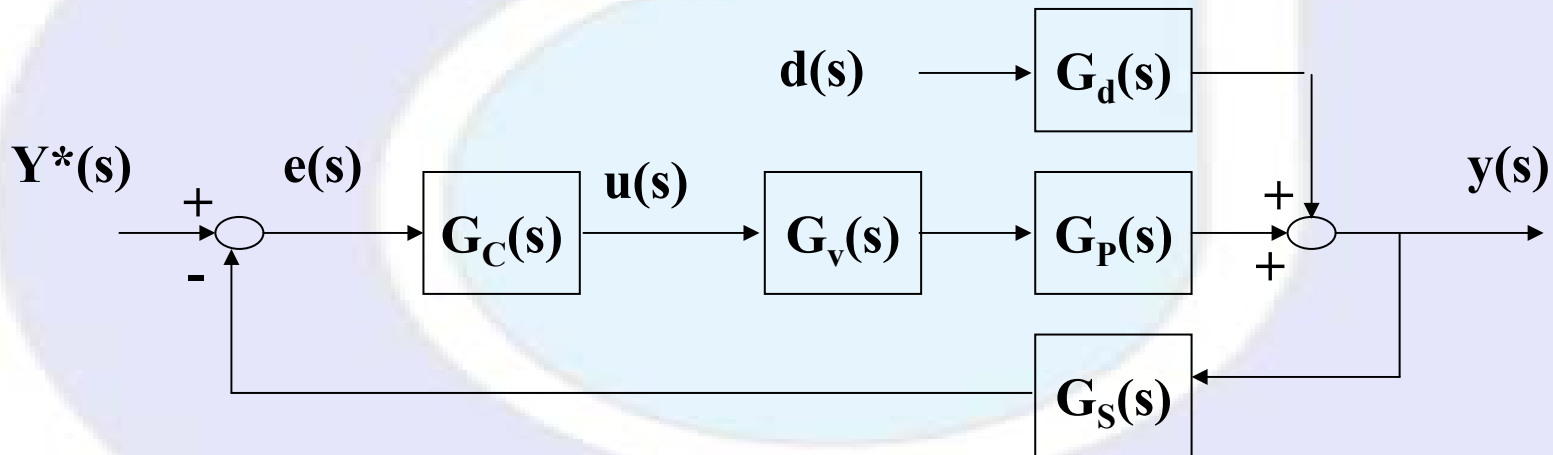 d(s) G_d(s)
Y*(s) e(s) u(s) y(s)
+ +
G_C(s) G_v(s) G_P(s)
- +
G_S(s)